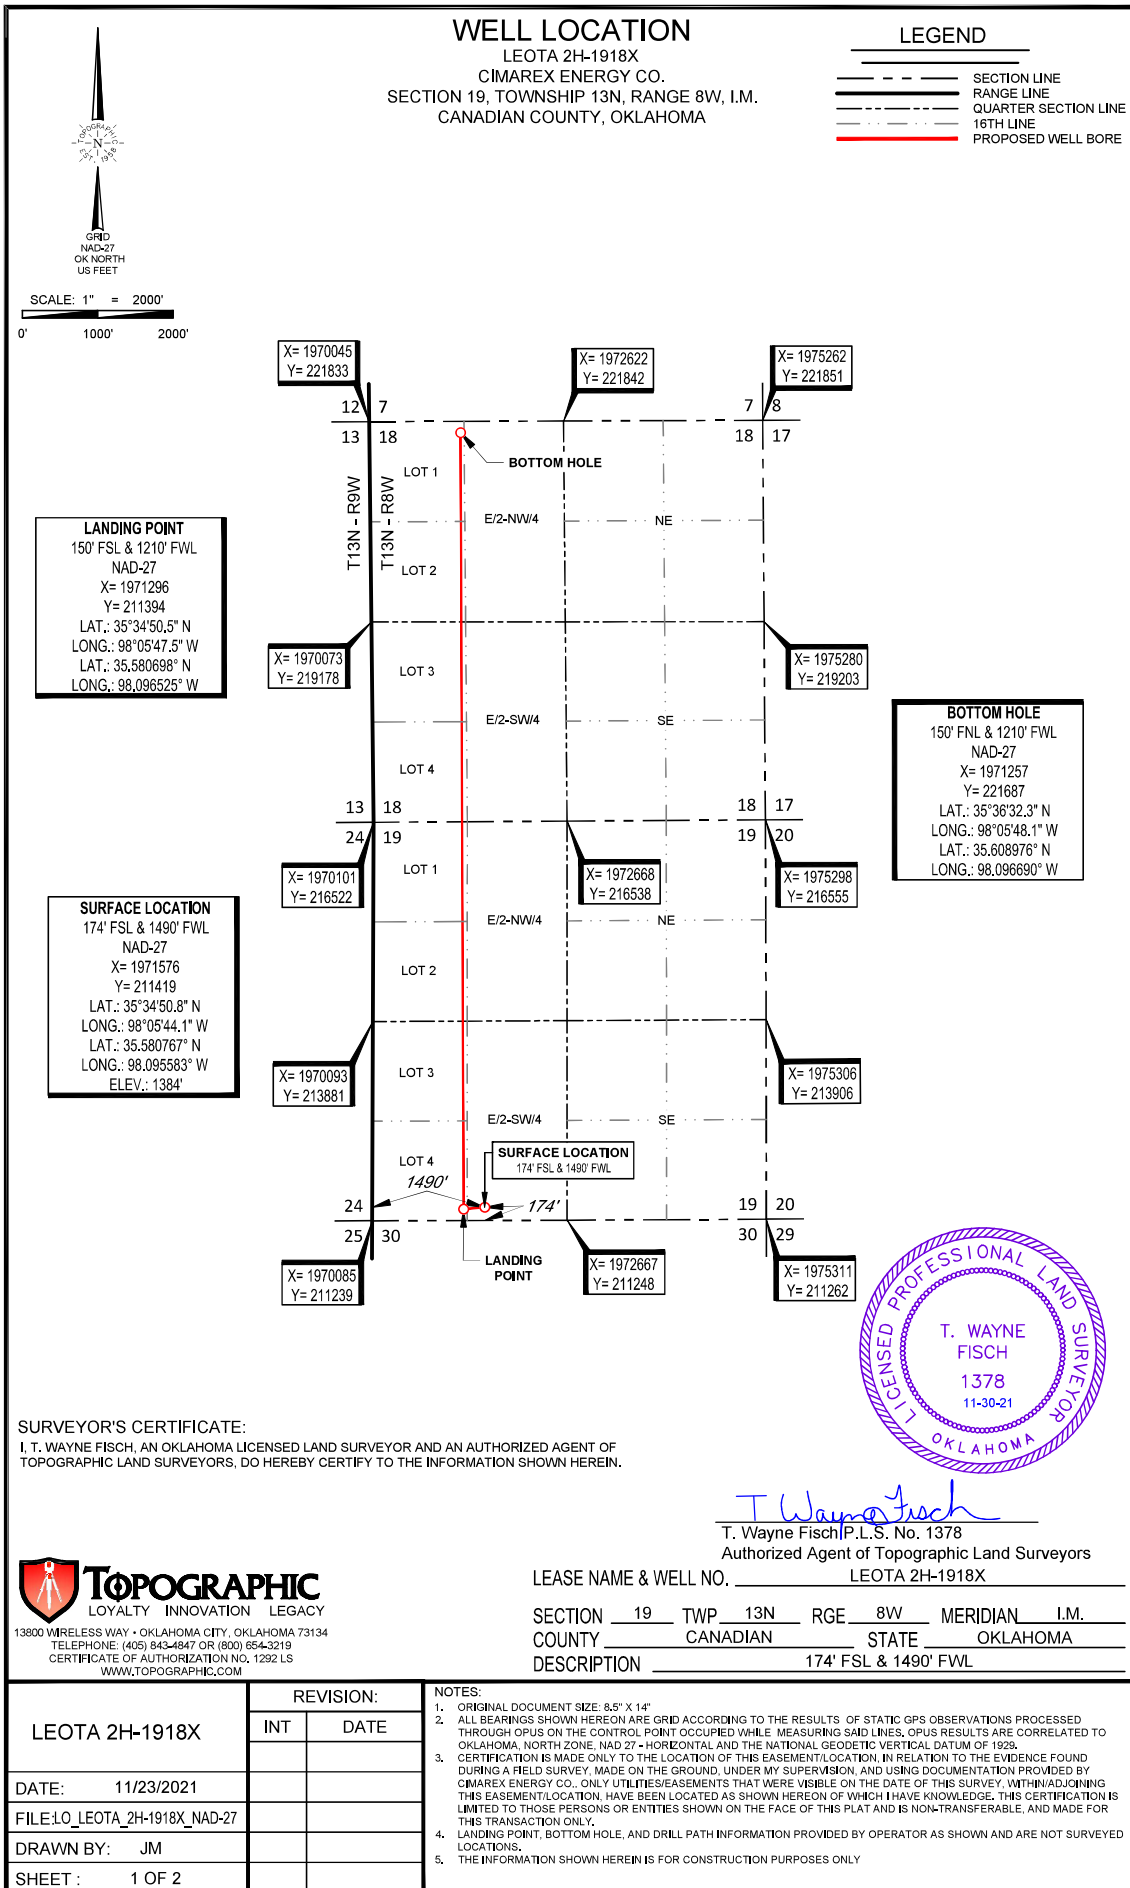 WELL LOCATION
LEOTA 2H-1918X
CIMAREX ENERGY CO.
SECTION 19, TOWNSHIP 13N, RANGE 8W, I.M.
CANADIAN COUNTY, OKLAHOMA
LEGEND
SECTION LINE
RANGE LINE
QUARTER SECTION LINE
16TH LINE
PROPOSED WELL BORE
TOPOGRAPHIC
N
EST. 1958
GRID
NAD-27
OK NORTH
US FEET
SCALE: 1" = 2000'
0' 1000' 2000'
X= 1970045
Y= 221833
X= 1972622
Y= 221842
X= 1975262
Y= 221851
12 7
13 18
7 8
18 17
BOTTOM HOLE
LOT 1
T13N - R9W
T13N - R8W
E/2-NW/4
NE
LOT 2
LANDING POINT
150' FSL & 1210' FWL
NAD-27
X= 1971296
Y= 211394
LAT.: 35°34'50.5" N
LONG.: 98°05'47.5" W
LAT.: 35.580698° N
LONG.: 98.096525° W
X= 1970073
Y= 219178
LOT 3
X= 1975280
Y= 219203
E/2-SW/4
SE
LOT 4
BOTTOM HOLE
150' FNL & 1210' FWL
NAD-27
X= 1971257
Y= 221687
LAT.: 35°36'32.3" N
LONG.: 98°05'48.1" W
LAT.: 35.608976° N
LONG.: 98.096690° W
13 18
24 19
18 17
19 20
X= 1970101
Y= 216522
LOT 1
X= 1972668
Y= 216538
X= 1975298
Y= 216555
E/2-NW/4
NE
LOT 2
SURFACE LOCATION
174' FSL & 1490' FWL
NAD-27
X= 1971576
Y= 211419
LAT.: 35°34'50.8" N
LONG.: 98°05'44.1" W
LAT.: 35.580767° N
LONG.: 98.095583° W
ELEV.: 1384'
X= 1970093
Y= 213881
LOT 3
X= 1975306
Y= 213906
E/2-SW/4
SE
LOT 4
SURFACE LOCATION
174' FSL & 1490' FWL
1490'
174'
24
25 30
19 20
30 29
LANDING
POINT
X= 1970085
Y= 211239
X= 1972667
Y= 211248
X= 1975311
Y= 211262
LICENSED PROFESSIONAL LAND SURVEYOR
T. WAYNE
FISCH
1378
11-30-21
OKLAHOMA
SURVEYOR'S CERTIFICATE:
I, T. WAYNE FISCH, AN OKLAHOMA LICENSED LAND SURVEYOR AND AN AUTHORIZED AGENT OF
TOPOGRAPHIC LAND SURVEYORS, DO HEREBY CERTIFY TO THE INFORMATION SHOWN HEREIN.
T Wayne Fisch
T. Wayne Fisch P.L.S. No. 1378
Authorized Agent of Topographic Land Surveyors
TOPOGRAPHIC
LOYALTY INNOVATION LEGACY
13800 WIRELESS WAY • OKLAHOMA CITY, OKLAHOMA 73134
TELEPHONE: (405) 843-4847 OR (800) 654-3219
CERTIFICATE OF AUTHORIZATION NO. 1292 LS
WWW.TOPOGRAPHIC.COM
LEASE NAME & WELL NO. LEOTA 2H-1918X
SECTION 19 TWP 13N RGE 8W MERIDIAN I.M.
COUNTY CANADIAN STATE OKLAHOMA
DESCRIPTION 174' FSL & 1490' FWL
LEOTA 2H-1918X
REVISION:
INT DATE
DATE: 11/23/2021
FILE:LO_LEOTA_2H-1918X_NAD-27
DRAWN BY: JM
SHEET : 1 OF 2
NOTES:
1. ORIGINAL DOCUMENT SIZE: 8.5" X 14"
2. ALL BEARINGS SHOWN HEREON ARE GRID ACCORDING TO THE RESULTS OF STATIC GPS OBSERVATIONS PROCESSED
THROUGH OPUS ON THE CONTROL POINT OCCUPIED WHILE MEASURING SAID LINES. OPUS RESULTS ARE CORRELATED TO
OKLAHOMA, NORTH ZONE, NAD 27 - HORIZONTAL AND THE NATIONAL GEODETIC VERTICAL DATUM OF 1929.
3. CERTIFICATION IS MADE ONLY TO THE LOCATION OF THIS EASEMENT/LOCATION, IN RELATION TO THE EVIDENCE FOUND
DURING A FIELD SURVEY, MADE ON THE GROUND, UNDER MY SUPERVISION, AND USING DOCUMENTATION PROVIDED BY
CIMAREX ENERGY CO.. ONLY UTILITIES/EASEMENTS THAT WERE VISIBLE ON THE DATE OF THIS SURVEY, WITHIN/ADJOINING
THIS EASEMENT/LOCATION, HAVE BEEN LOCATED AS SHOWN HEREON OF WHICH I HAVE KNOWLEDGE. THIS CERTIFICATION IS
LIMITED TO THOSE PERSONS OR ENTITIES SHOWN ON THE FACE OF THIS PLAT AND IS NON-TRANSFERABLE, AND MADE FOR
THIS TRANSACTION ONLY.
4. LANDING POINT, BOTTOM HOLE, AND DRILL PATH INFORMATION PROVIDED BY OPERATOR AS SHOWN AND ARE NOT SURVEYED
LOCATIONS.
5. THE INFORMATION SHOWN HEREIN IS FOR CONSTRUCTION PURPOSES ONLY